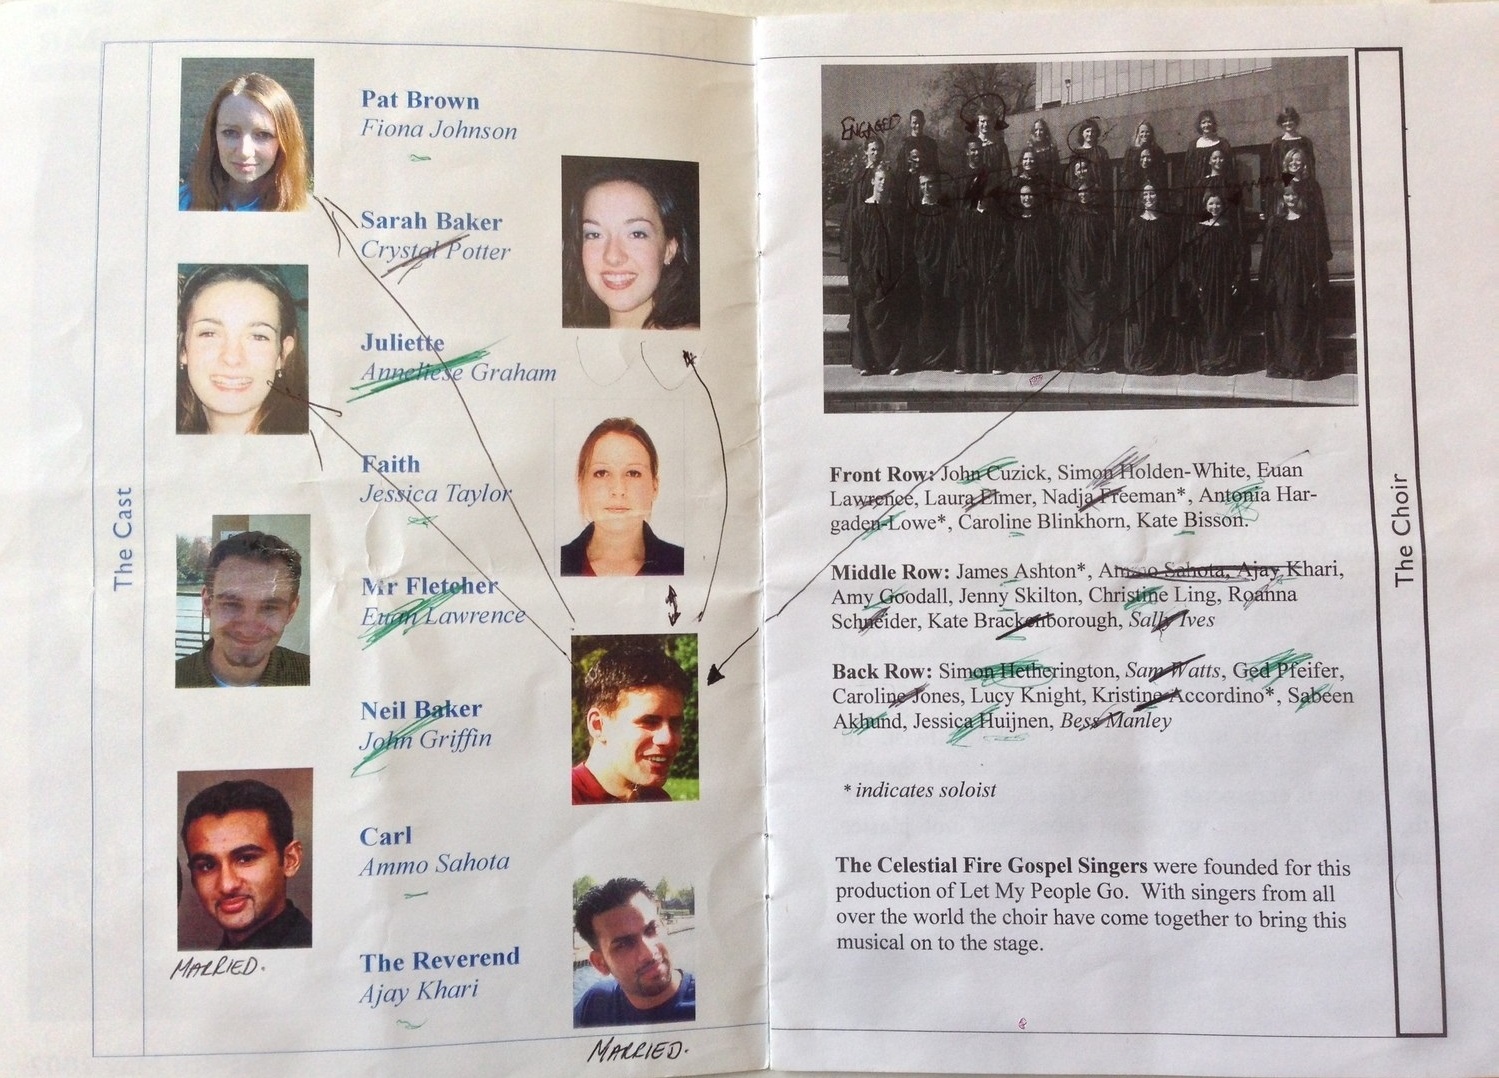 The Cast
Pat Brown
Fiona Johnson
Sarah Baker
Crystal Potter
Juliette
Anneliese Graham
Faith
Jessica Taylor
Mr Fletcher
Euan Lawrence
Neil Baker
John Griffin
Carl
Ammo Sahota
The Reverend
Ajay Khari
MARRIED.
MARRIED.
ENGAGED
Front Row: John Cuzick, Simon Holden-White, Euan
Lawrence, Laura Elmer, Nadja Freeman*, Antonia Har-
gaden-Lowe*, Caroline Blinkhorn, Kate Bisson.
Middle Row: James Ashton*, Ammo Sahota, Ajay Khari,
Amy Goodall, Jenny Skilton, Christine Ling, Roanna
Schneider, Kate Brackenborough, Sally Ives
Back Row: Simon Hetherington, Sam Watts, Ged Pfeifer,
Caroline Jones, Lucy Knight, Kristine Accordino*, Sabeen
Akhund, Jessica Huijnen, Bess Manley
* indicates soloist
The Celestial Fire Gospel Singers were founded for this
production of Let My People Go. With singers from all
over the world the choir have come together to bring this
musical on to the stage.
The Choir